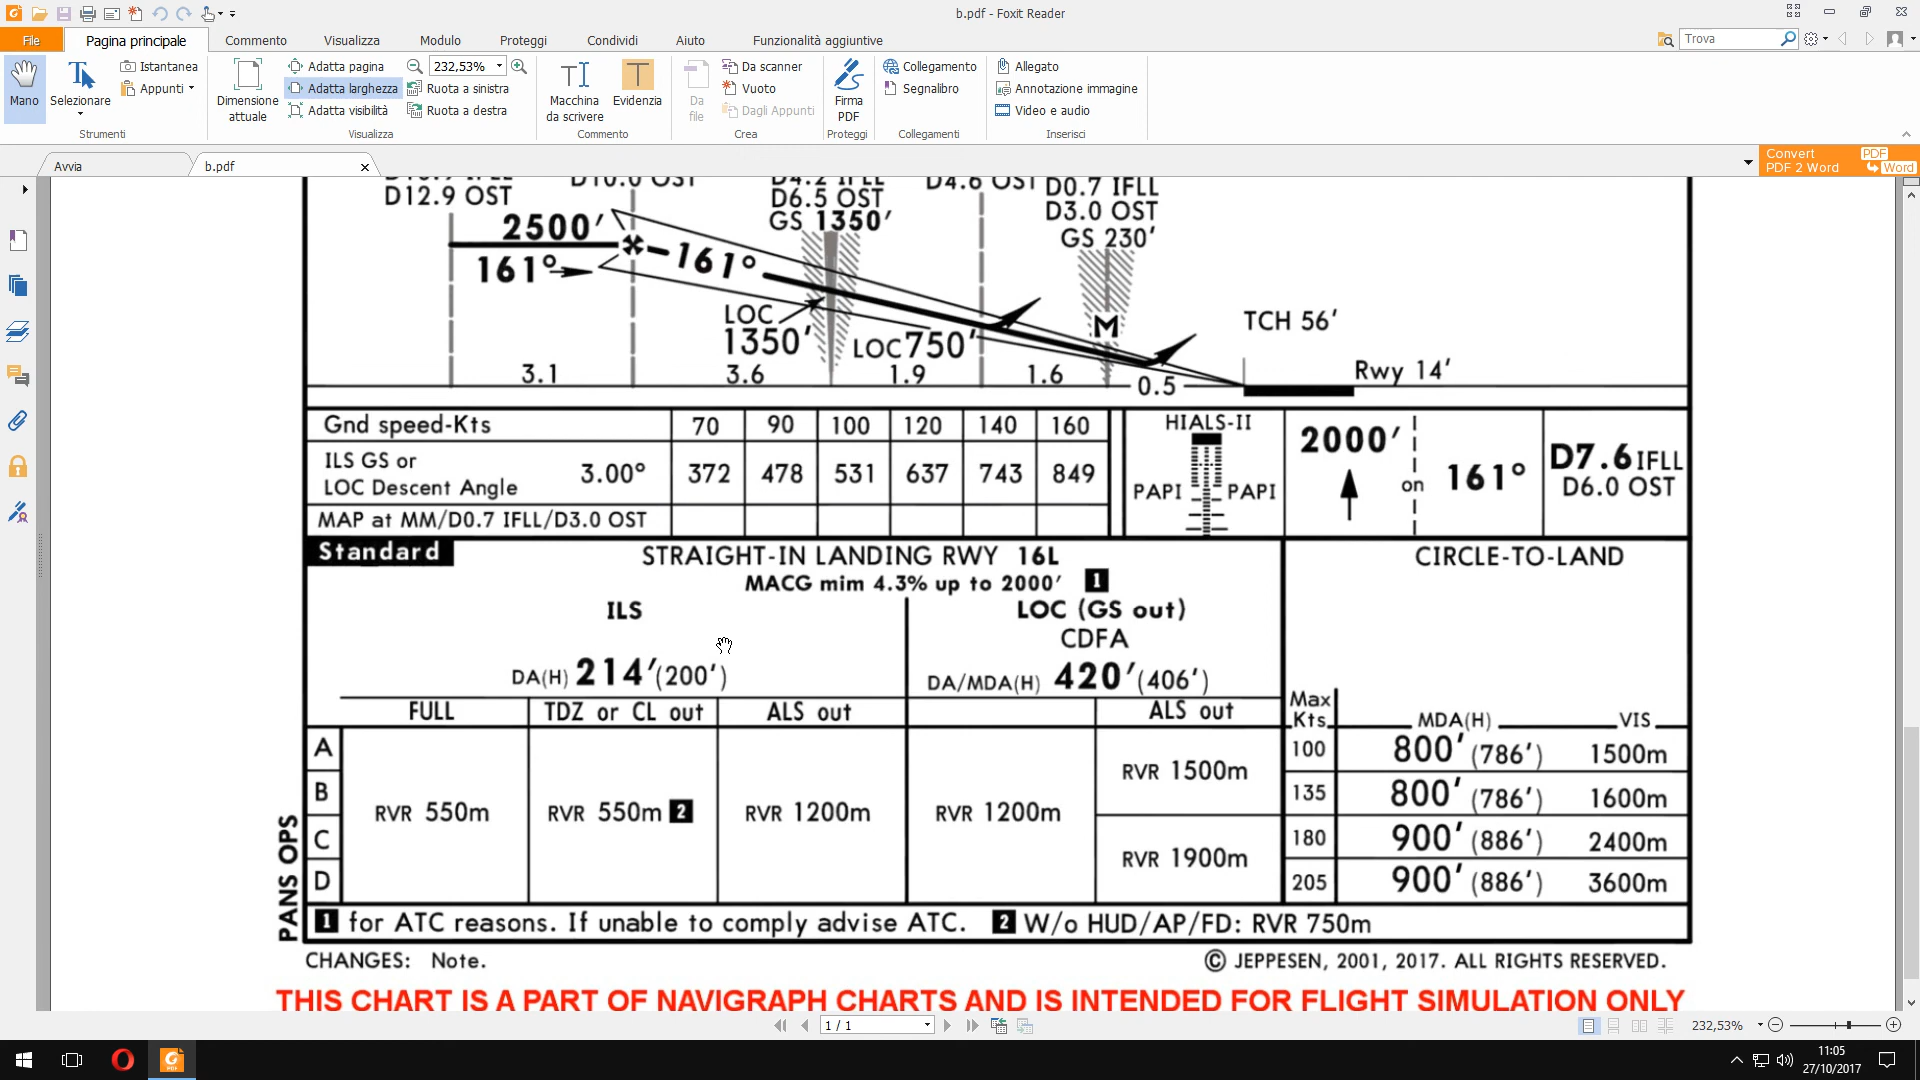 b.pdf - Foxit Reader
File
Pagina principale
Commento
Visualizza
Modulo
Proteggi
Condividi
Aiuto
Funzionalità aggiuntive
Trova
Mano
Selezionare
Strumenti
Istantanea
Appunti
Dimensione
attuale
Adatta pagina
Adatta larghezza
Adatta visibilità
232,53%
Ruota a sinistra
Ruota a destra
Visualizza
Macchina
da scrivere
Evidenzia
Commento
Da
file
Da scanner
Vuoto
Dagli Appunti
Crea
Firma
PDF
Proteggi
Collegamento
Segnalibro
Collegamenti
Allegato
Annotazione immagine
Video e audio
Inserisci
Avvia
b.pdf
Convert
PDF 2 Word
PDF
Word
D12.9 OST
D10.0 OST
D4.2 IFLL
D6.5 OST
GS 1350'
D4.6 OST
D0.7 IFLL
D3.0 OST
GS 230'
2500'
161°
161°
LOC
1350'
LOC 750'
M
TCH 56'
Rwy 14'
3.1 3.6 1.9 1.6 0.5
Gnd speed-Kts 70 90 100 120 140 160
ILS GS or
LOC Descent Angle 3.00° 372 478 531 637 743 849
MAP at MM/D0.7 IFLL/D3.0 OST
HIALS-II
PAPI PAPI
2000'
on
161°
D7.6 IFLL
D6.0 OST
Standard
STRAIGHT-IN LANDING RWY 16L
MACG mim 4.3% up to 2000' 1
CIRCLE-TO-LAND
ILS
DA(H) 214'(200')
LOC (GS out)
CDFA
DA/MDA(H) 420'(406')
FULL TDZ or CL out ALS out ALS out
Max
Kts MDA(H) VIS
A
B
C
D
RVR 550m
RVR 550m 2
RVR 1200m
RVR 1200m
RVR 1500m
RVR 1900m
100 800' (786') 1500m
135 800' (786') 1600m
180 900' (886') 2400m
205 900' (886') 3600m
PANS OPS
1 for ATC reasons. If unable to comply advise ATC. 2 W/o HUD/AP/FD: RVR 750m
CHANGES: Note.
© JEPPESEN, 2001, 2017. ALL RIGHTS RESERVED.
THIS CHART IS A PART OF NAVIGRAPH CHARTS AND IS INTENDED FOR FLIGHT SIMULATION ONLY
1 / 1
232,53%
11:05
27/10/2017